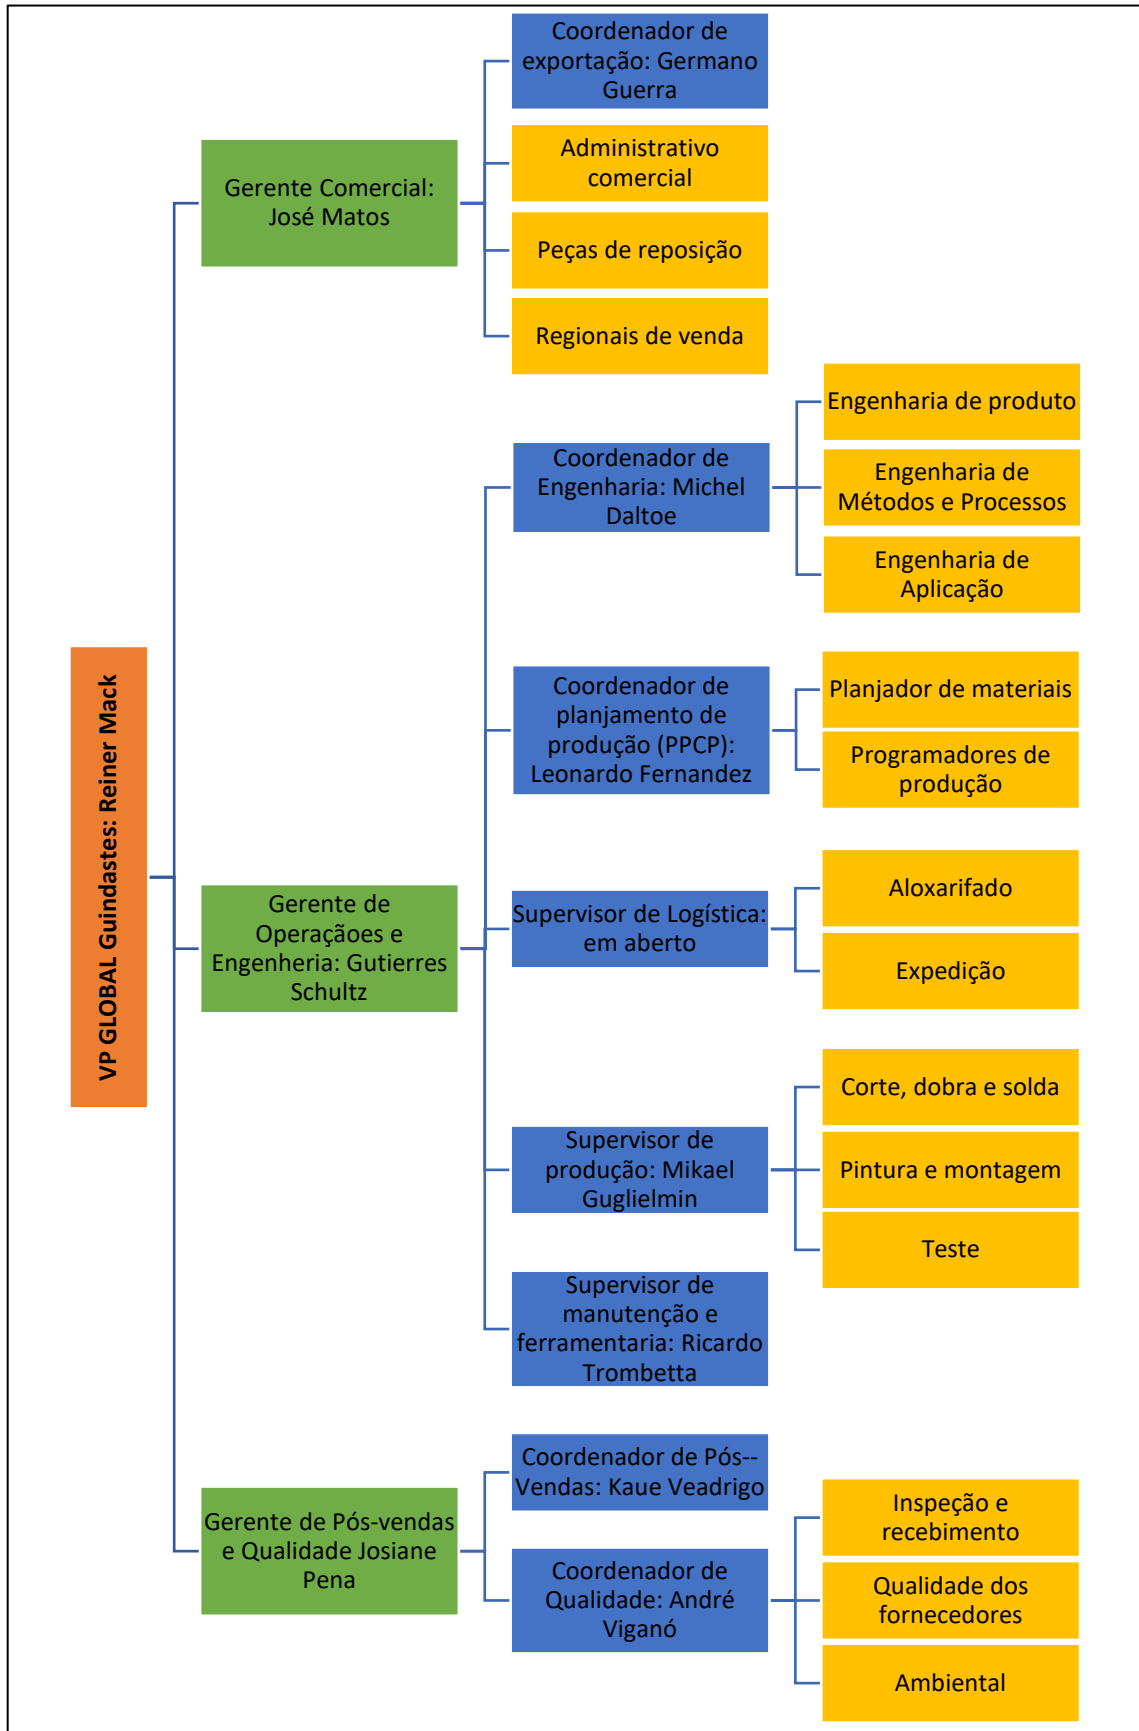 VP GLOBAL Guindastes: Reiner Mack
Gerente Comercial:
José Matos
Coordenador de
exportação: Germano
Guerra
Administrativo
comercial
Peças de reposição
Regionais de venda
Gerente de
Operaçãoes e
Engenheria: Gutierres
Schultz
Coordenador de
Engenharia: Michel
Daltoe
Engenharia de produto
Engenharia de
Métodos e Processos
Engenharia de
Aplicação
Coordenador de
planjamento de
produção (PPCP):
Leonardo Fernandez
Planjador de materiais
Programadores de
produção
Supervisor de Logística:
em aberto
Aloxarifado
Expedição
Supervisor de
produção: Mikael
Guglielmin
Corte, dobra e solda
Pintura e montagem
Teste
Supervisor de
manutenção e
ferramentaria: Ricardo
Trombetta
Gerente de Pós-vendas
e Qualidade Josiane
Pena
Coordenador de Pós--
Vendas: Kaue Veadrigo
Coordenador de
Qualidade: André
Viganó
Inspeção e
recebimento
Qualidade dos
fornecedores
Ambiental